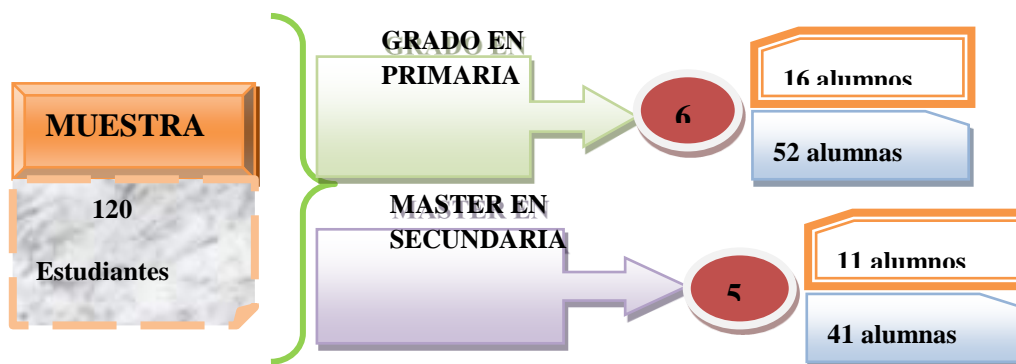 MUESTRA
120
Estudiantes
GRADO EN
PRIMARIA
6
16 alumnos
52 alumnas
MASTER EN
SECUNDARIA
5
11 alumnos
41 alumnas